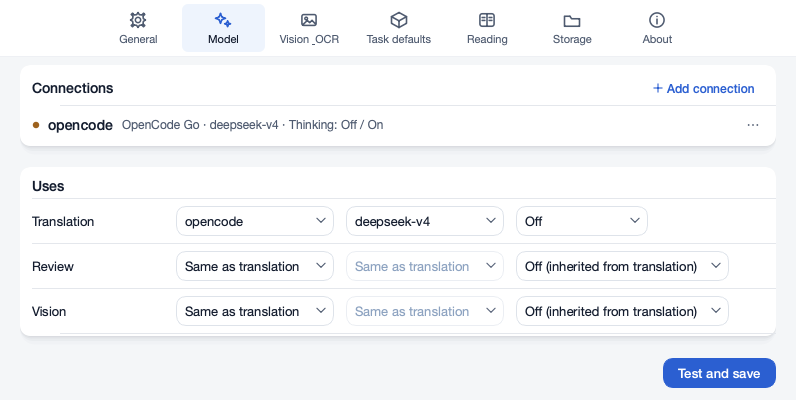 General
Model
Vision _OCR
Task defaults
Reading
Storage
About
Connections
+ Add connection
opencode OpenCode Go · deepseek-v4 · Thinking: Off / On ...
Uses
Translation opencode deepseek-v4 Off
Review Same as translation Same as translation Off (inherited from translation)
Vision Same as translation Same as translation Off (inherited from translation)
Test and save